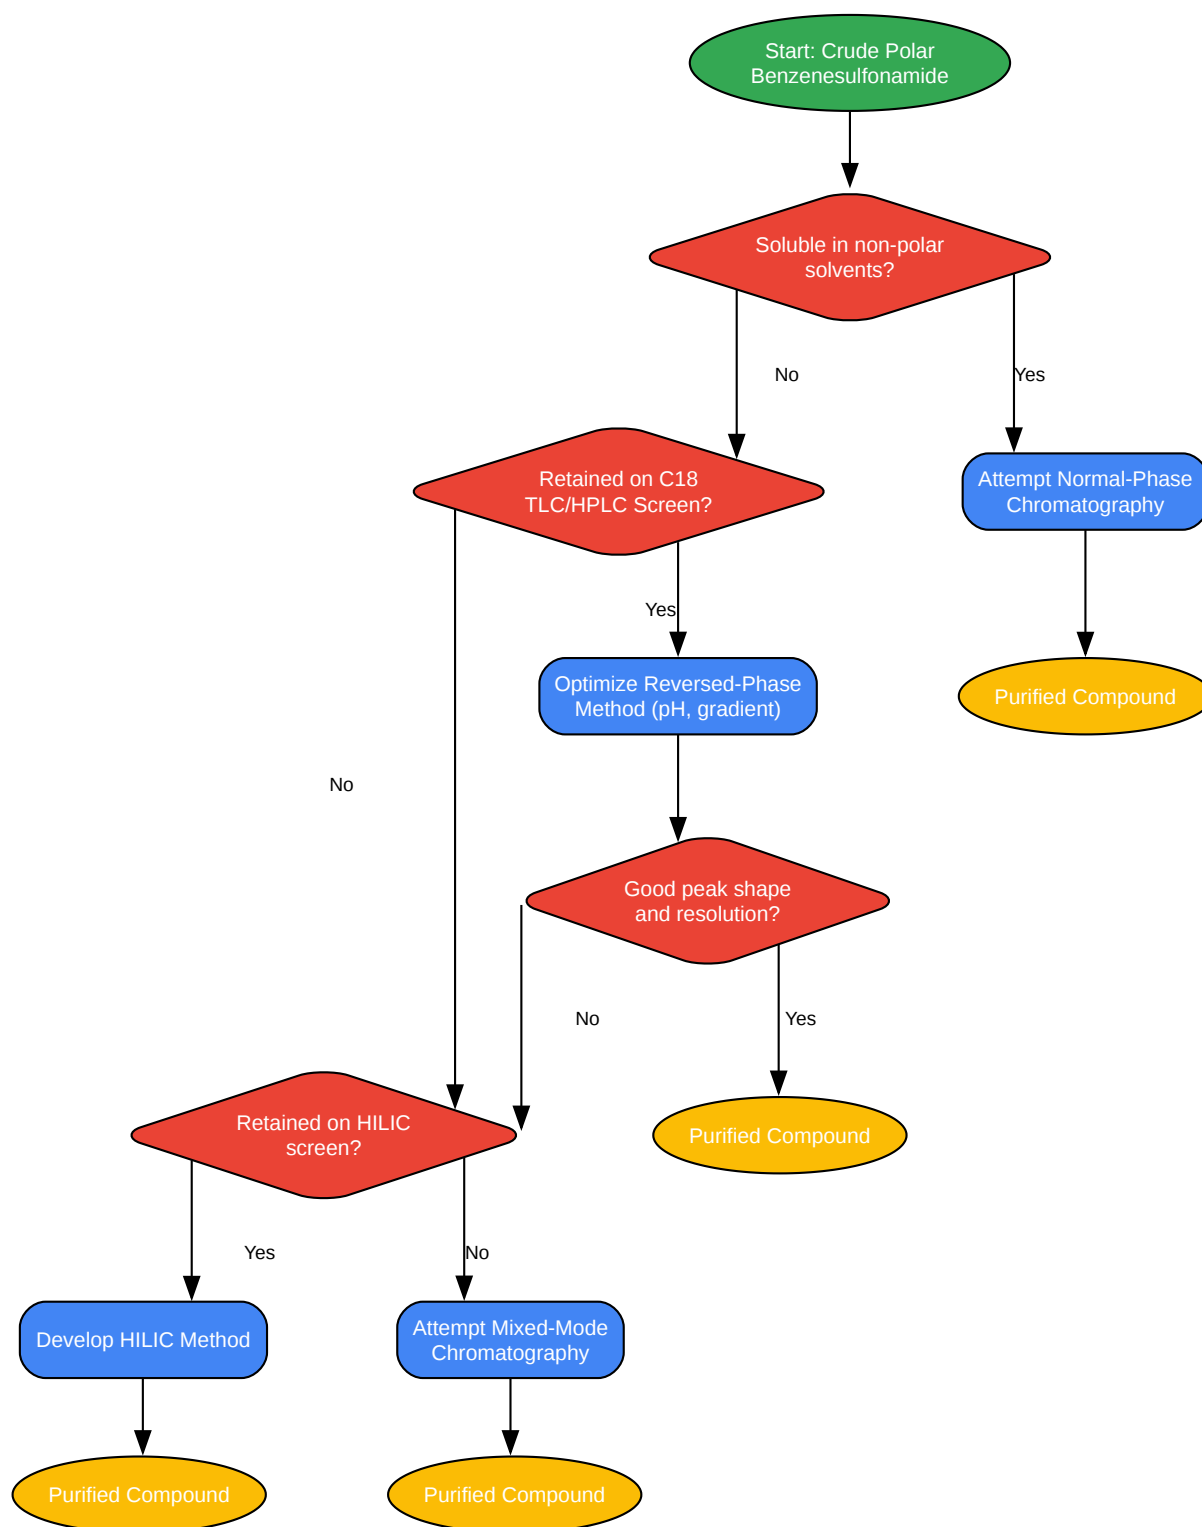 Start: Crude Polar
Benzenesulfonamide
Soluble in non-polar
solvents?
No
Yes
Retained on C18
TLC/HPLC Screen?
Attempt Normal-Phase
Chromatography
Yes
Optimize Reversed-Phase
Method (pH, gradient)
Purified Compound
No
Good peak shape
and resolution?
No
Yes
Retained on HILIC
screen?
Purified Compound
Yes
No
Develop HILIC Method
Attempt Mixed-Mode
Chromatography
Purified Compound
Purified Compound